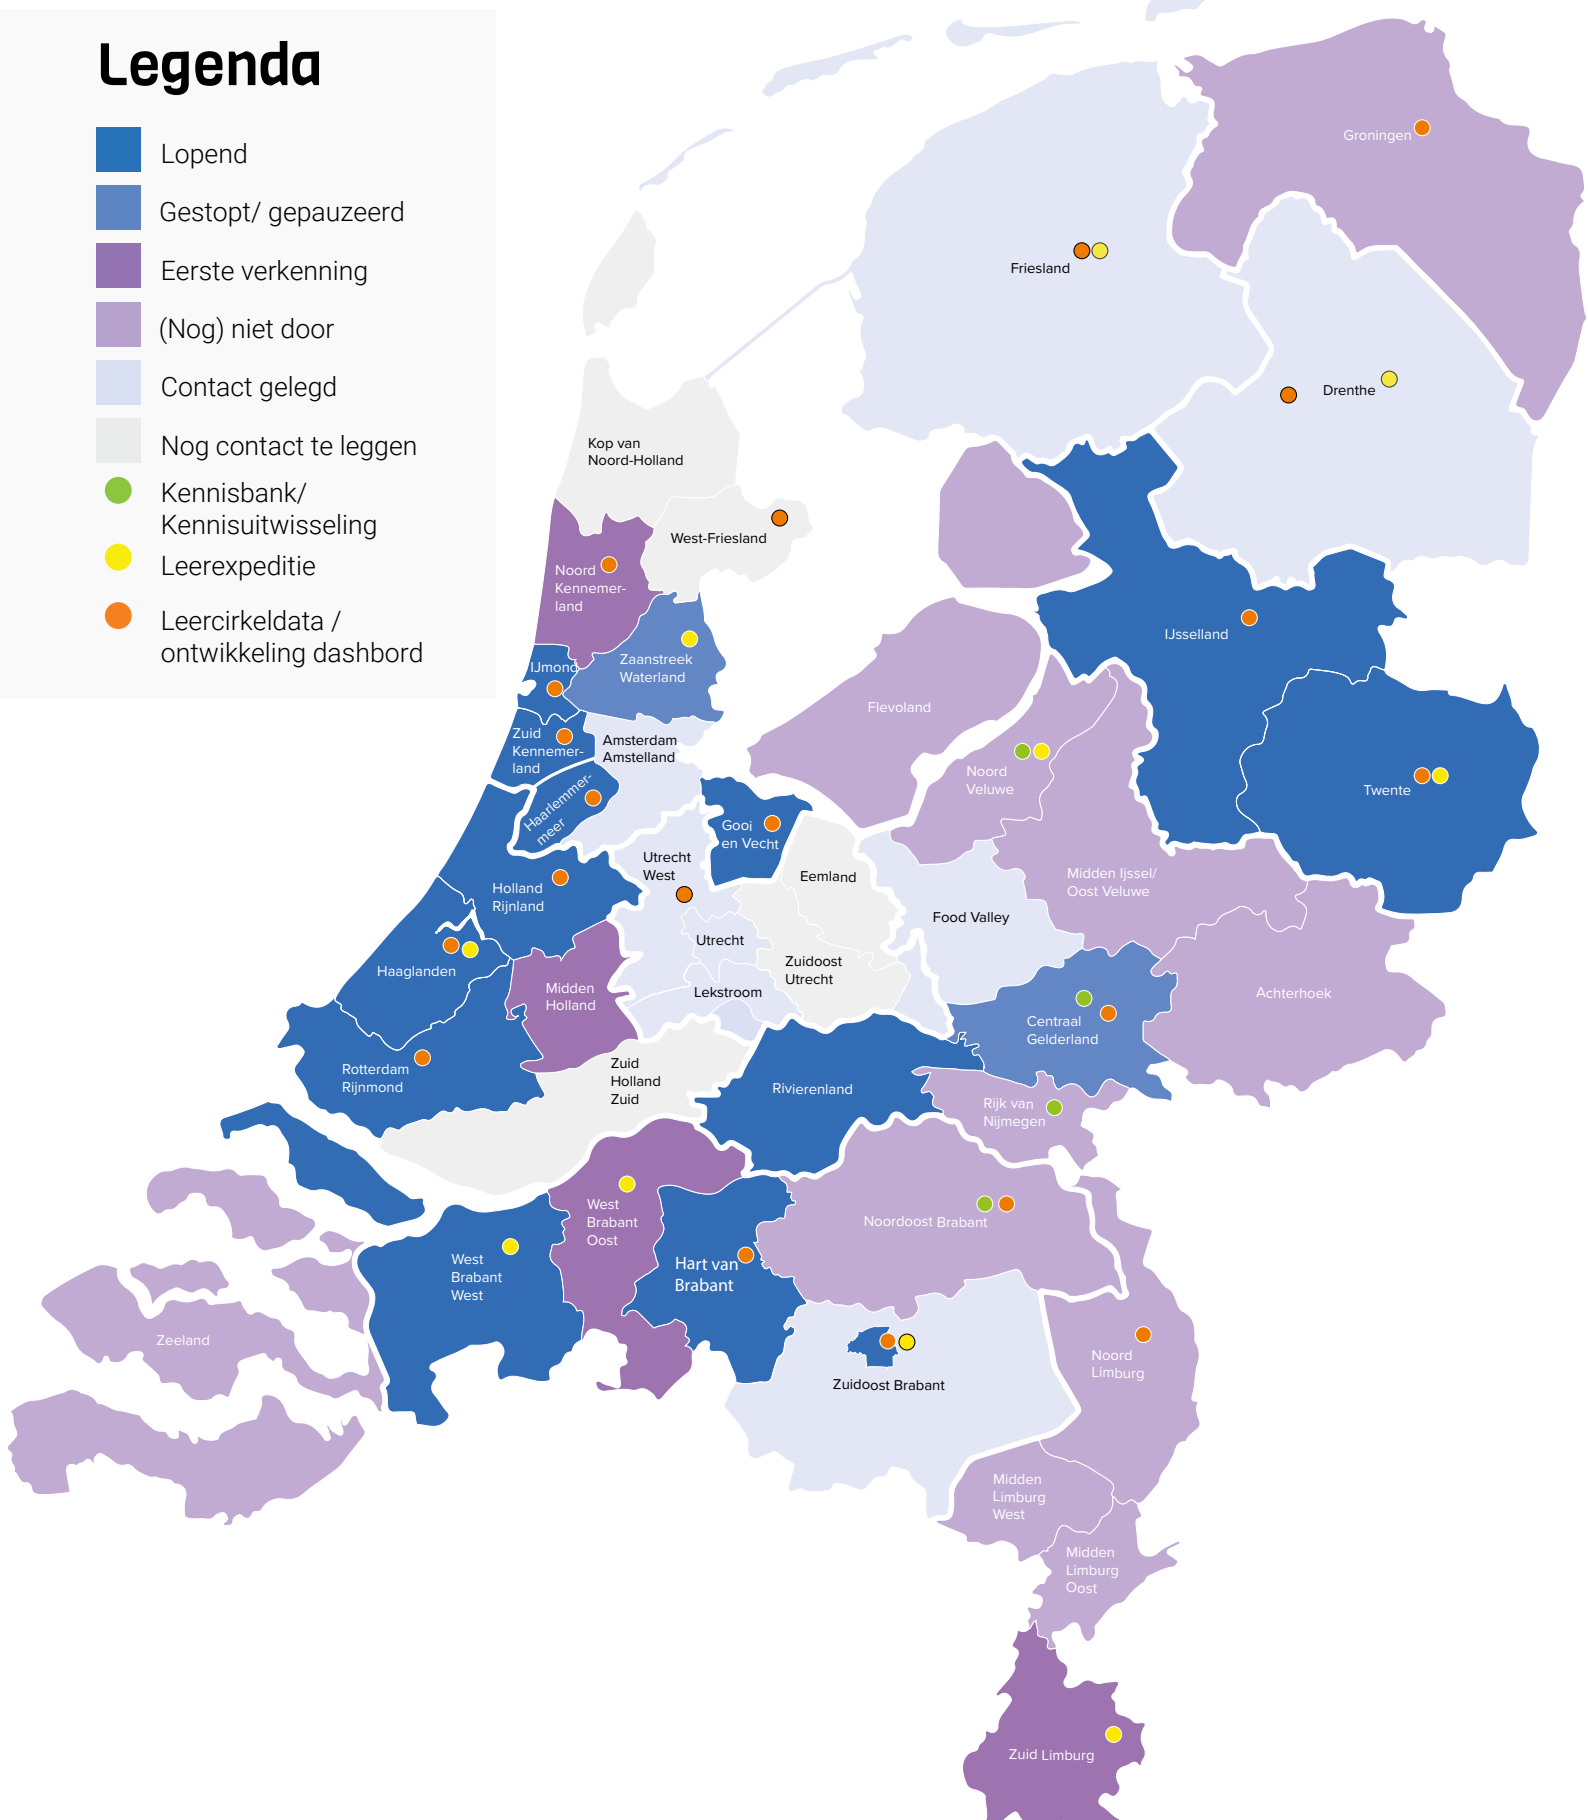 Legenda
Lopend
Gestopt/ gepauzeerd
Eerste verkenning
(Nog) niet door
Contact gelegd
Nog contact te leggen
Kennisbank/
Kennisuitwisseling
Leerexpeditie
Leercirkeldata /
ontwikkeling dashbord
Groningen
Friesland
Drenthe
Kop van
Noord-Holland
West-Friesland
Noord
Kennemer-
land
IJsselland
Zaanstreek
Waterland
IJmond
Flevoland
Zuid
Kennemer-
land
Amsterdam
Amstelland
Noord
Veluwe
Twente
Haarlemmer-
meer
Gooi
en Vecht
Utrecht
West
Eemland
Midden Ijssel/
Oost Veluwe
Holland
Rijnland
Food Valley
Utrecht
Haaglanden
Zuidoost
Utrecht
Midden
Holland
Lekstroom
Achterhoek
Centraal
Gelderland
Rotterdam
Rijnmond
Zuid
Holland
Zuid
Rivierenland
Rijk van
Nijmegen
West
Brabant
Oost
Noordoost Brabant
West
Brabant
West
Hart van
Brabant
Zeeland
Noord
Limburg
Zuidoost Brabant
Midden
Limburg
West
Midden
Limburg
Oost
Zuid Limburg